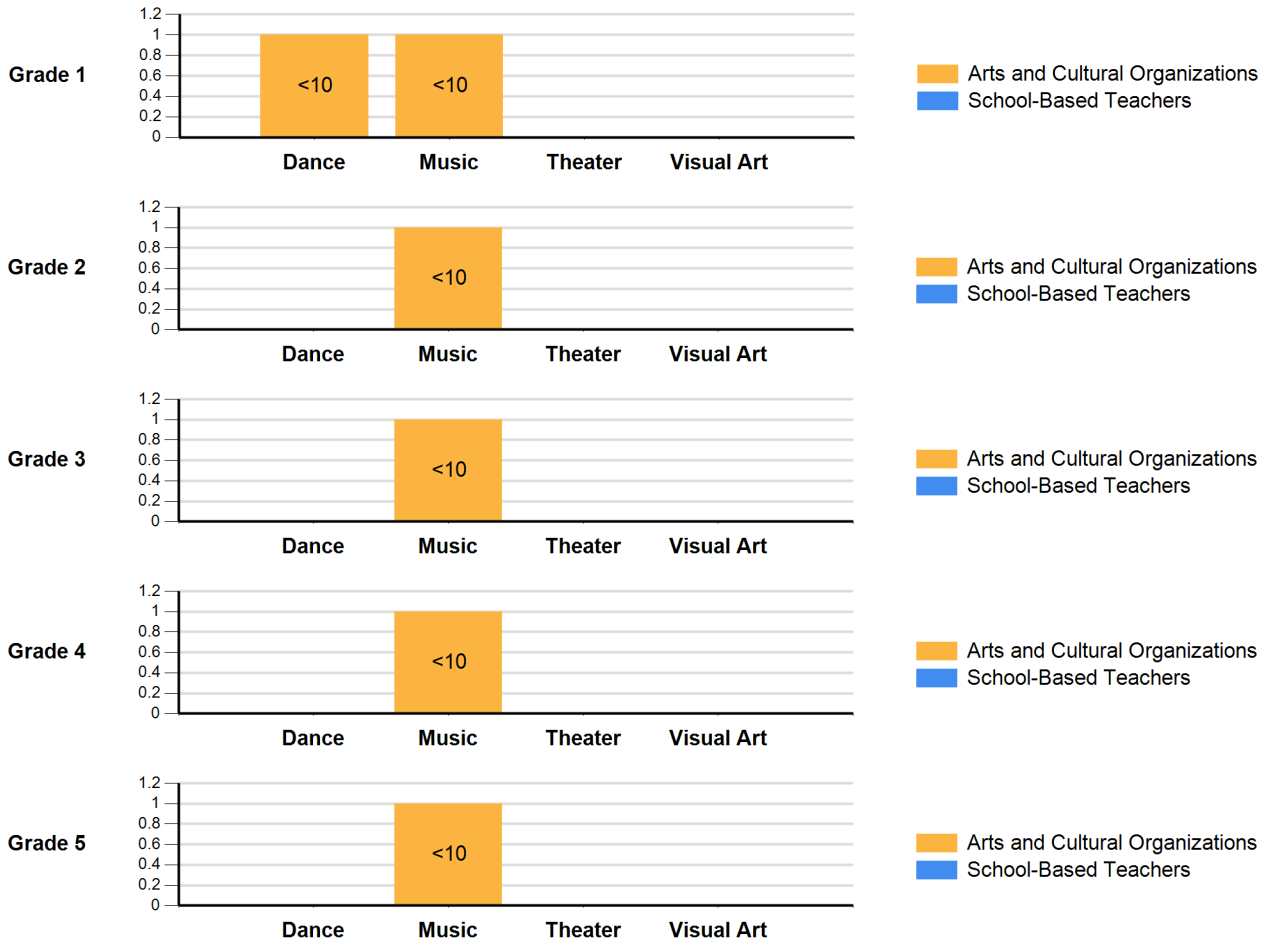 1.2
1
0.8
0.6
0.4
0.2
0
Grade 1
<10 <10
Dance Music Theater Visual Art
Arts and Cultural Organizations
School-Based Teachers
1.2
1
0.8
0.6
0.4
0.2
0
Grade 2
<10
Dance Music Theater Visual Art
Arts and Cultural Organizations
School-Based Teachers
1.2
1
0.8
0.6
0.4
0.2
0
Grade 3
<10
Dance Music Theater Visual Art
Arts and Cultural Organizations
School-Based Teachers
1.2
1
0.8
0.6
0.4
0.2
0
Grade 4
<10
Dance Music Theater Visual Art
Arts and Cultural Organizations
School-Based Teachers
1.2
1
0.8
0.6
0.4
0.2
0
Grade 5
<10
Dance Music Theater Visual Art
Arts and Cultural Organizations
School-Based Teachers